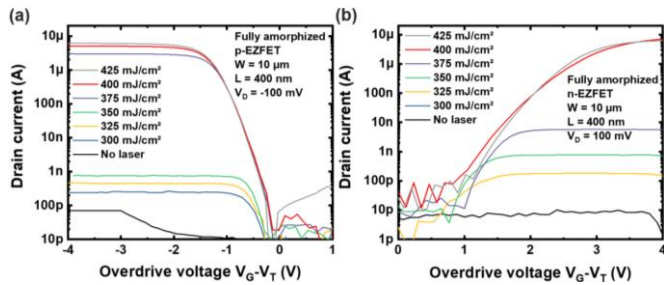 (a)
Drain current (A)
10µ
1µ
100n
10n
1n
100p
10p
425 mJ/cm²
400 mJ/cm²
375 mJ/cm²
350 mJ/cm²
325 mJ/cm²
300 mJ/cm²
No laser
Fully amorphized
p-EZFET
W = 10 µm
L = 400 nm
V_D = -100 mV
-4 -3 -2 -1 0 1
Overdrive voltage V_G-V_T (V)
(b)
Drain current (A)
10µ
1µ
100n
10n
1n
100p
10p
1p
425 mJ/cm²
400 mJ/cm²
375 mJ/cm²
350 mJ/cm²
325 mJ/cm²
300 mJ/cm²
No laser
Fully amorphized
n-EZFET
W = 10 µm
L = 400 nm
V_D = 100 mV
0 1 2 3 4
Overdrive voltage V_G-V_T (V)